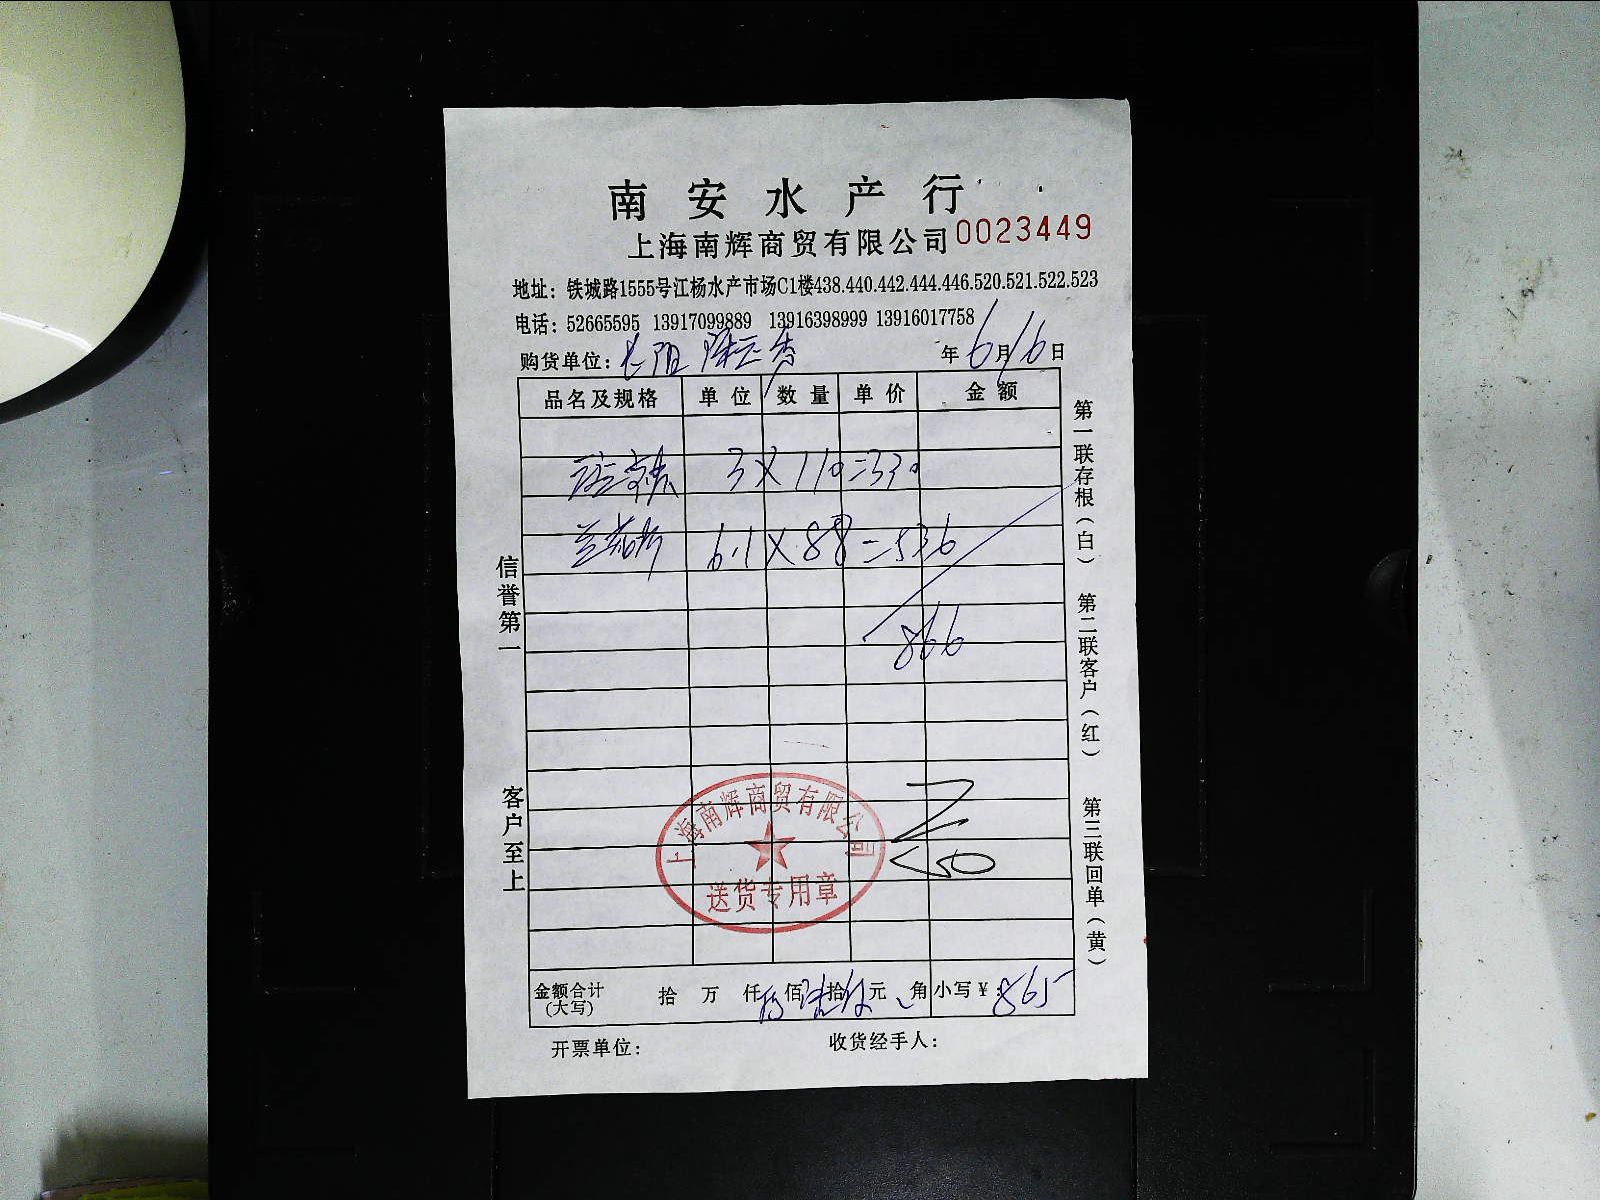 南安水产行
上海南辉商贸有限公司 0023449
地址：铁城路1555号江杨水产市场C1楼438.440.442.444.446.520.521.522.523
电话：52665595 13917099889 13916398999 13916017758
购货单位： 年 6月16日
品名及规格 单位 数量 单价 金额
3 X 110 = 330
6.1 X 88 = 536
866
信誉第一
客户至上
第一联存根（白）
第二联客户（红）
第三联回单（黄）
上海南辉商贸有限公司
送货专用章
金额合计（大写） 拾 万 仟 佰 拾 元 角 小写￥：865
开票单位： 收货经手人：